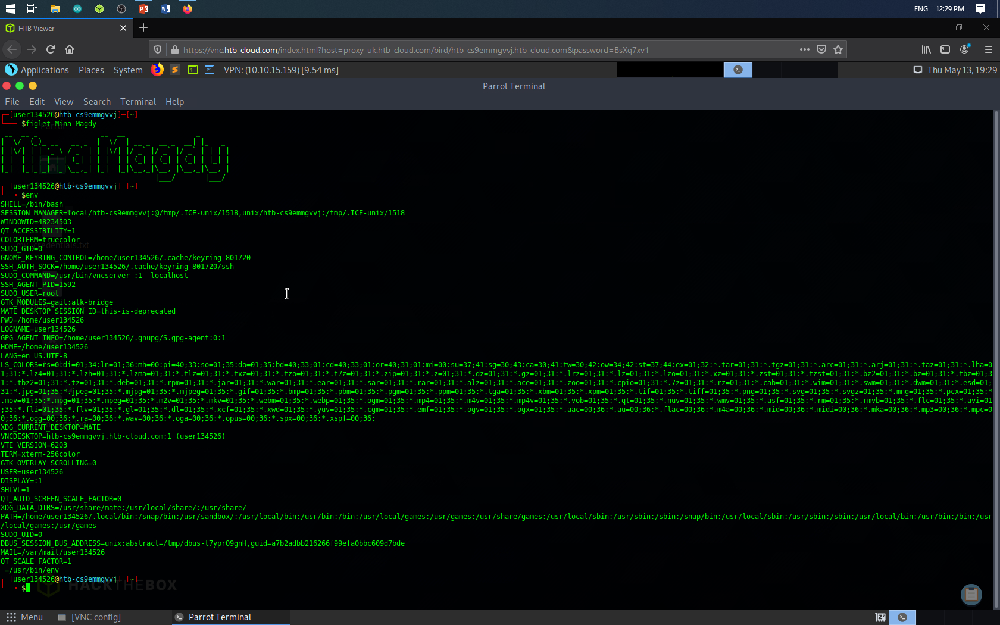 ENG 12:29 PM
HTB Viewer
https://vnc.htb-cloud.com/index.html?host=proxy-uk.htb-cloud.com/bird/htb-cs9emmgvvj.htb-cloud.com&password=BsXq7xv1
Applications Places System VPN: (10.10.15.159) [9.54 ms] Thu May 13, 19:29
Parrot Terminal
File Edit View Search Terminal Help
[user134526@htb-cs9emmgvvj]─[~]
$figlet Mina Magdy
Mina Magdy
[user134526@htb-cs9emmgvvj]─[~]
$env
SHELL=/bin/bash
SESSION_MANAGER=local/htb-cs9emmgvvj:@/tmp/.ICE-unix/1518,unix/htb-cs9emmgvvj:/tmp/.ICE-unix/1518
WINDOWID=48234503
QT_ACCESSIBILITY=1
COLORTERM=truecolor
SUDO_GID=0
GNOME_KEYRING_CONTROL=/home/user134526/.cache/keyring-801720
SSH_AUTH_SOCK=/home/user134526/.cache/keyring-801720/ssh
SUDO_COMMAND=/usr/bin/vncserver :1 -localhost
SSH_AGENT_PID=1592
SUDO_USER=root
GTK_MODULES=gail:atk-bridge
MATE_DESKTOP_SESSION_ID=this-is-deprecated
PWD=/home/user134526
LOGNAME=user134526
GPG_AGENT_INFO=/home/user134526/.gnupg/S.gpg-agent:0:1
HOME=/home/user134526
LANG=en_US.UTF-8
LS_COLORS=rs=0:di=01;34:ln=01;36:mh=00:pi=40;33:so=01;35:do=01;35:bd=40;33;01:cd=40;33;01:or=40;31;01:mi=00:su=37;41:sg=30;43:ca=30;41:tw=30;42:ow=34;42:st=37;44:ex=01;32:*.tar=01;31:*.tgz=01;31:*.arc=01;31:*.arj=01;31:*.taz=01;31:*.lha=0
1;31:*.lz4=01;31:*.lzh=01;31:*.lzma=01;31:*.tlz=01;31:*.txz=01;31:*.tzo=01;31:*.t7z=01;31:*.zip=01;31:*.z=01;31:*.dz=01;31:*.gz=01;31:*.lrz=01;31:*.lz=01;31:*.lzo=01;31:*.xz=01;31:*.zst=01;31:*.tzst=01;31:*.bz2=01;31:*.bz=01;31:*.tbz=01;3
1:*.tbz2=01;31:*.tz=01;31:*.deb=01;31:*.rpm=01;31:*.jar=01;31:*.war=01;31:*.ear=01;31:*.sar=01;31:*.rar=01;31:*.alz=01;31:*.ace=01;31:*.zoo=01;31:*.cpio=01;31:*.7z=01;31:*.rz=01;31:*.cab=01;31:*.wim=01;31:*.swm=01;31:*.dwm=01;31:*.esd=01;
31:*.jpg=01;35:*.jpeg=01;35:*.mjpg=01;35:*.mjpeg=01;35:*.gif=01;35:*.bmp=01;35:*.pbm=01;35:*.pgm=01;35:*.ppm=01;35:*.tga=01;35:*.xbm=01;35:*.xpm=01;35:*.tif=01;35:*.tiff=01;35:*.png=01;35:*.svg=01;35:*.svgz=01;35:*.mng=01;35:*.pcx=01;35:*
.mov=01;35:*.mpg=01;35:*.mpeg=01;35:*.m2v=01;35:*.mkv=01;35:*.webm=01;35:*.webp=01;35:*.ogm=01;35:*.mp4=01;35:*.m4v=01;35:*.mp4v=01;35:*.vob=01;35:*.qt=01;35:*.nuv=01;35:*.wmv=01;35:*.asf=01;35:*.rm=01;35:*.rmvb=01;35:*.flc=01;35:*.avi=01
;35:*.fli=01;35:*.flv=01;35:*.gl=01;35:*.dl=01;35:*.xcf=01;35:*.xwd=01;35:*.yuv=01;35:*.cgm=01;35:*.emf=01;35:*.ogv=01;35:*.ogx=01;35:*.aac=00;36:*.au=00;36:*.flac=00;36:*.m4a=00;36:*.mid=00;36:*.midi=00;36:*.mka=00;36:*.mp3=00;36:*.mpc=0
0;36:*.ogg=00;36:*.ra=00;36:*.wav=00;36:*.oga=00;36:*.opus=00;36:*.spx=00;36:*.xspf=00;36:
XDG_CURRENT_DESKTOP=MATE
VNCDESKTOP=htb-cs9emmgvvj.htb-cloud.com:1 (user134526)
VTE_VERSION=6203
TERM=xterm-256color
GTK_OVERLAY_SCROLLING=0
USER=user134526
DISPLAY=:1
SHLVL=1
QT_AUTO_SCREEN_SCALE_FACTOR=0
XDG_DATA_DIRS=/usr/share/mate:/usr/local/share/:/usr/share/
PATH=/home/user134526/.local/bin:/snap/bin:/usr/sandbox/:/usr/local/bin:/usr/bin:/bin:/usr/local/games:/usr/games:/usr/share/games:/usr/local/sbin:/usr/sbin:/sbin:/snap/bin:/usr/local/sbin:/usr/sbin:/sbin:/usr/local/bin:/usr/bin:/bin:/usr
/local/games:/usr/games
SUDO_UID=0
DBUS_SESSION_BUS_ADDRESS=unix:abstract=/tmp/dbus-t7yprO9gnH,guid=a7b2adbb216266f99efa0bbc609d7bde
MAIL=/var/mail/user134526
QT_SCALE_FACTOR=1
_=/usr/bin/env
[user134526@htb-cs9emmgvvj]─[~]
$
HACKTHEBOX
Menu [VNC config] Parrot Terminal